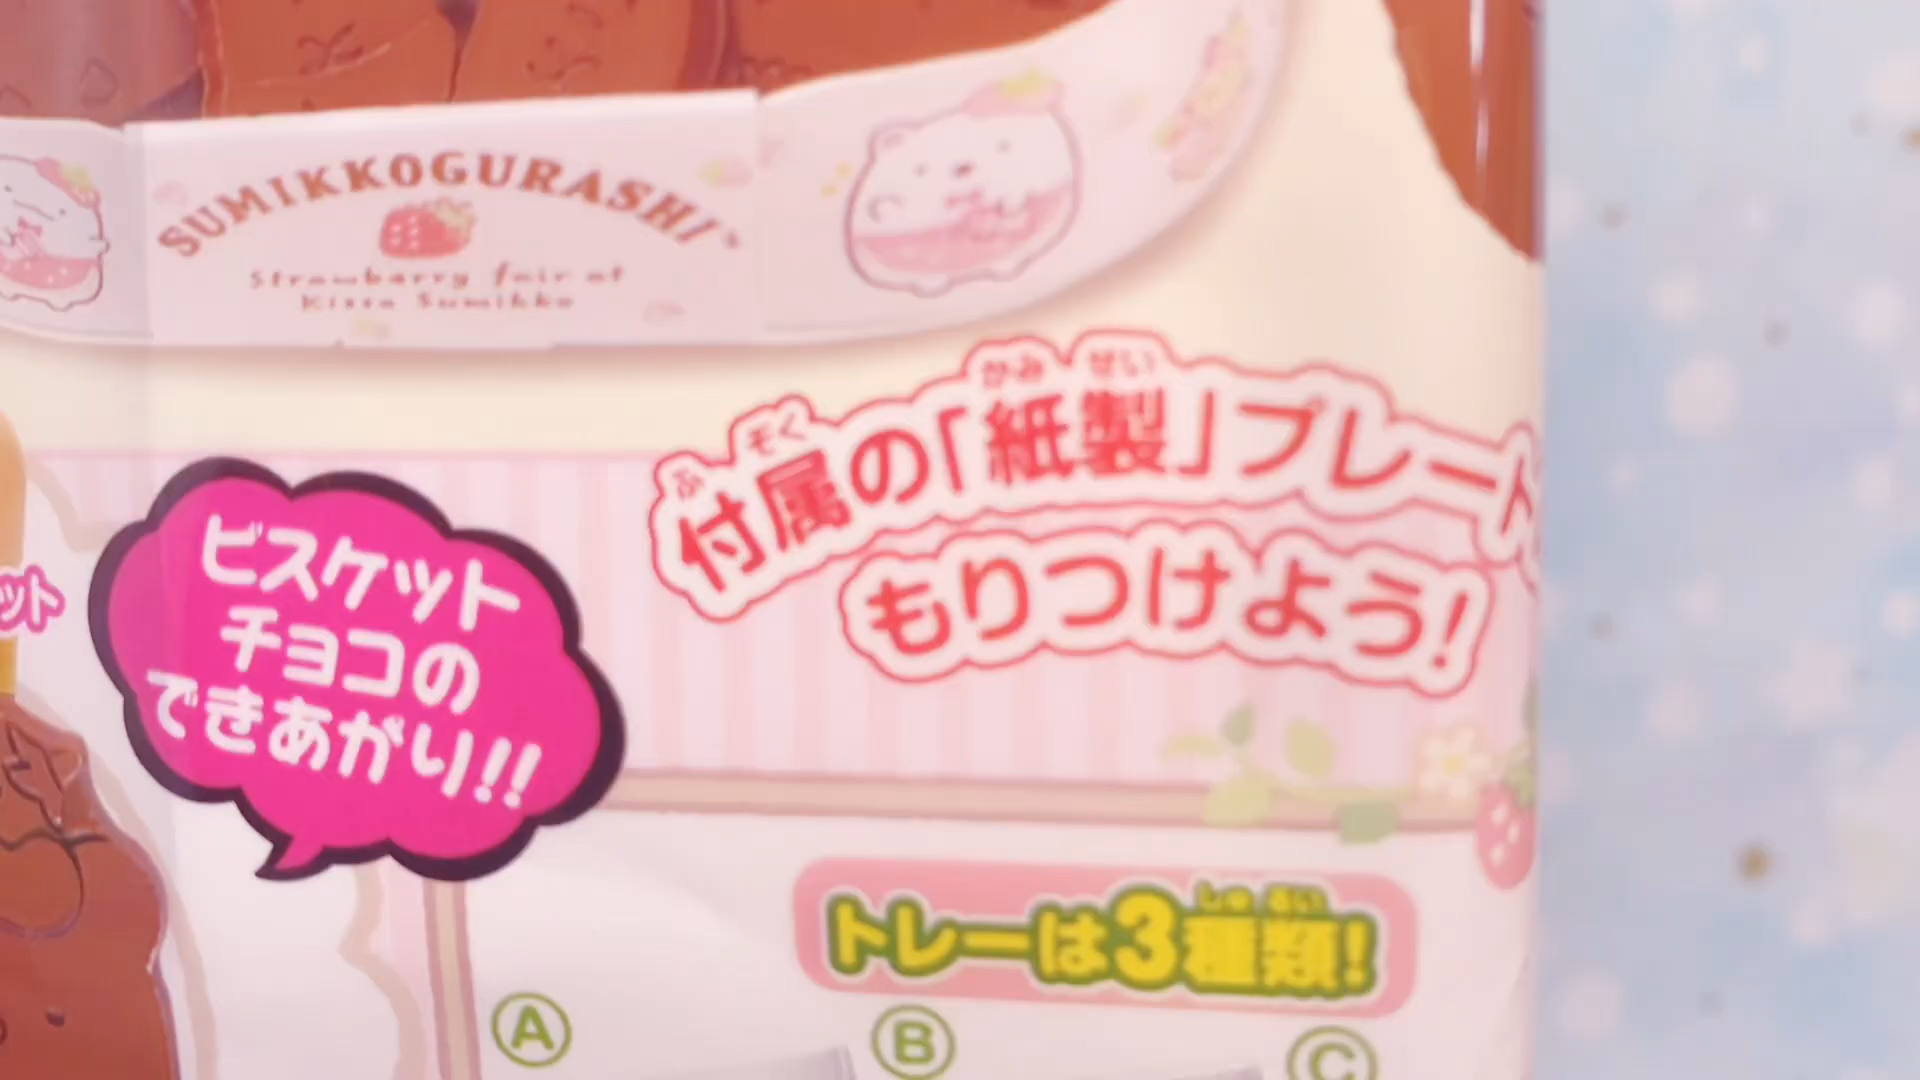 SUMIKKOGURASHI
Strawberry fair at
Kissa Sumikko
かみ せい
ふ ぞく
付属の「紙製」プレート
もりつけよう!
ット
ビスケット
チョコの
できあがり!!
しゅ るい
トレーは3種類!
A
B
C